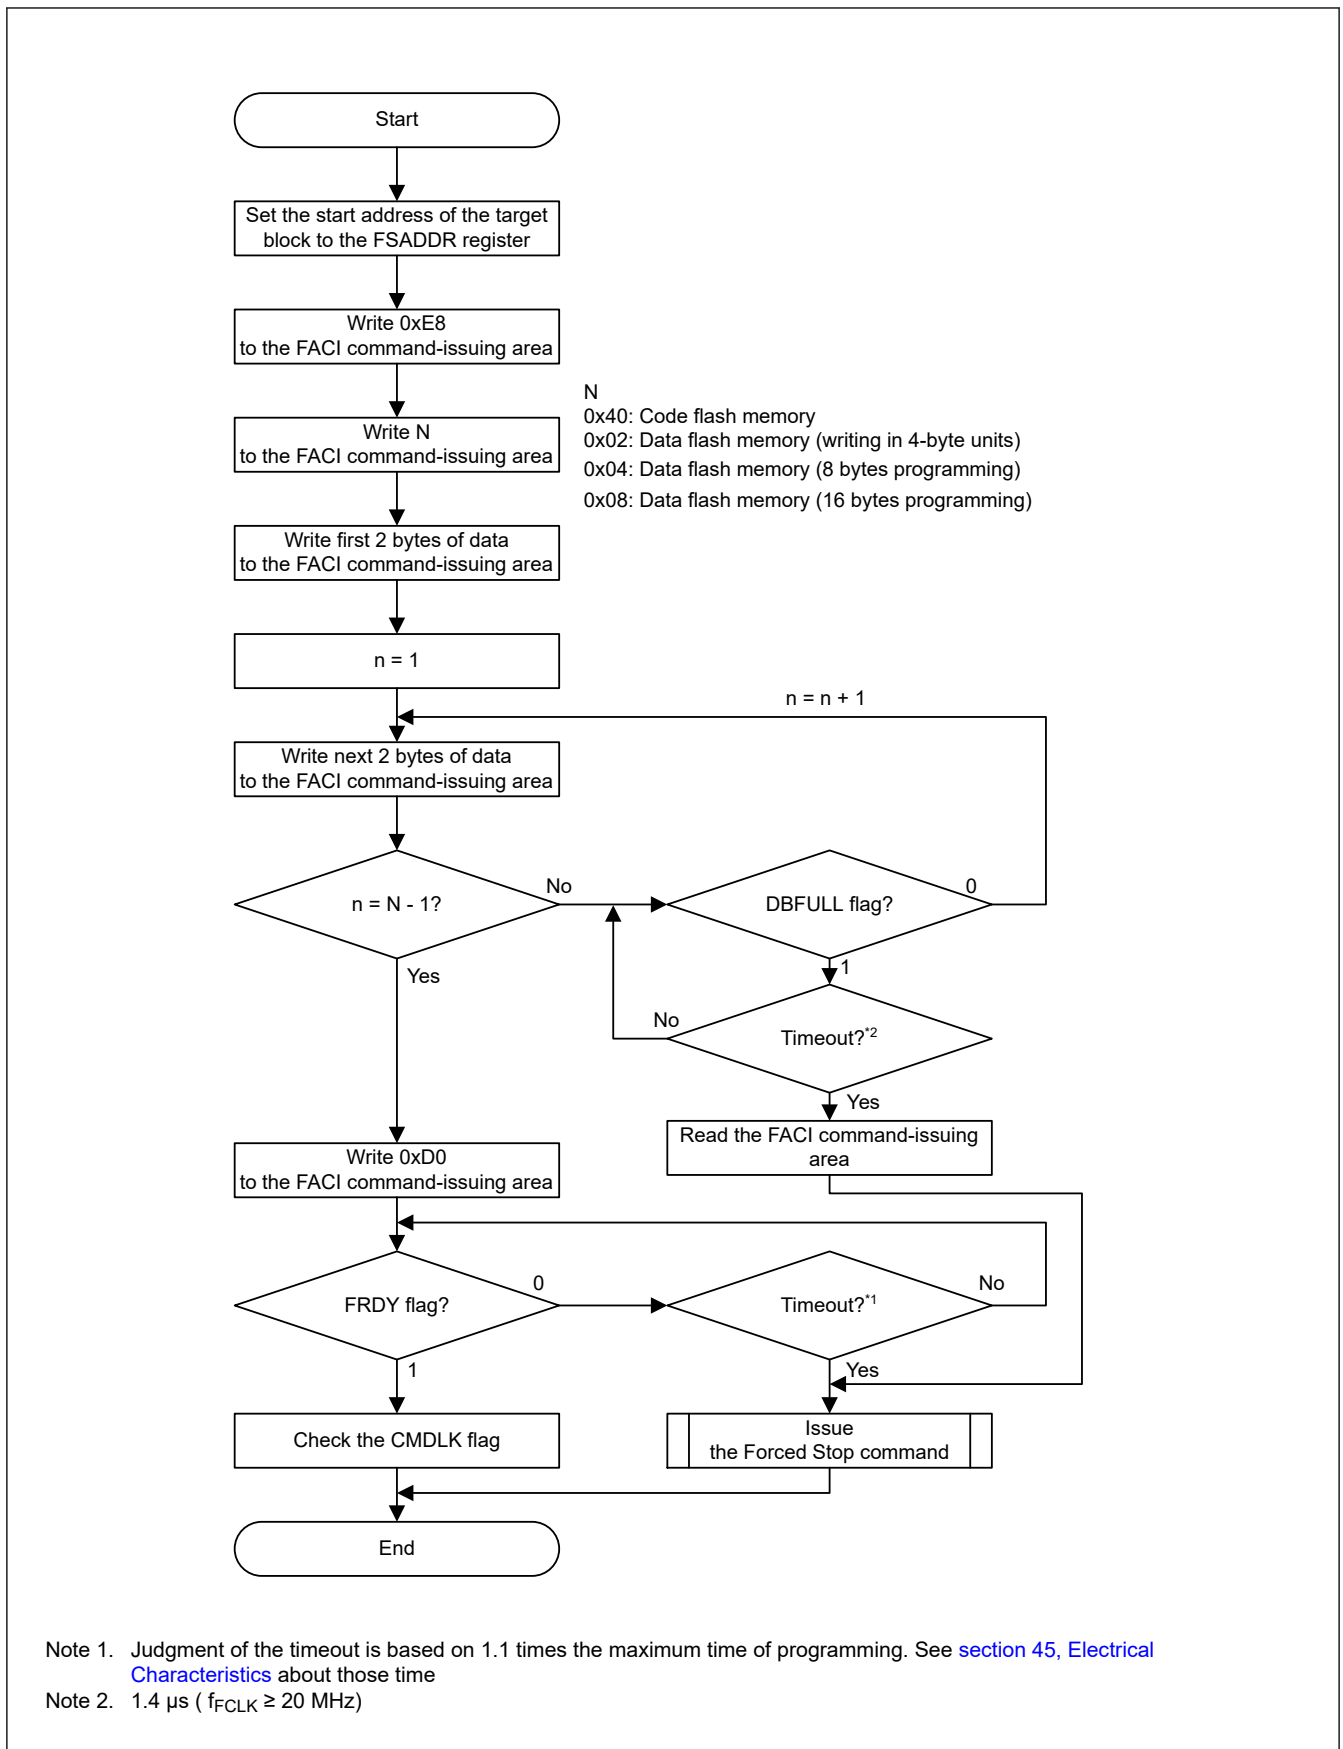 Start
Set the start address of the target
block to the FSADDR register
Write 0xE8
to the FACI command-issuing area
N
0x40: Code flash memory
0x02: Data flash memory (writing in 4-byte units)
0x04: Data flash memory (8 bytes programming)
0x08: Data flash memory (16 bytes programming)
Write N
to the FACI command-issuing area
Write first 2 bytes of data
to the FACI command-issuing area
n = 1
n = n + 1
Write next 2 bytes of data
to the FACI command-issuing area
n = N - 1?
No
DBFULL flag?
0
Yes
1
No
Timeout?*2
Yes
Read the FACI command-issuing
area
Write 0xD0
to the FACI command-issuing area
FRDY flag?
0
Timeout?*1
No
1
Yes
Check the CMDLK flag
Issue
the Forced Stop command
End
Note 1. Judgment of the timeout is based on 1.1 times the maximum time of programming. See section 45, Electrical
Characteristics about those time
Note 2. 1.4 µs ( fFCLK ≥ 20 MHz)